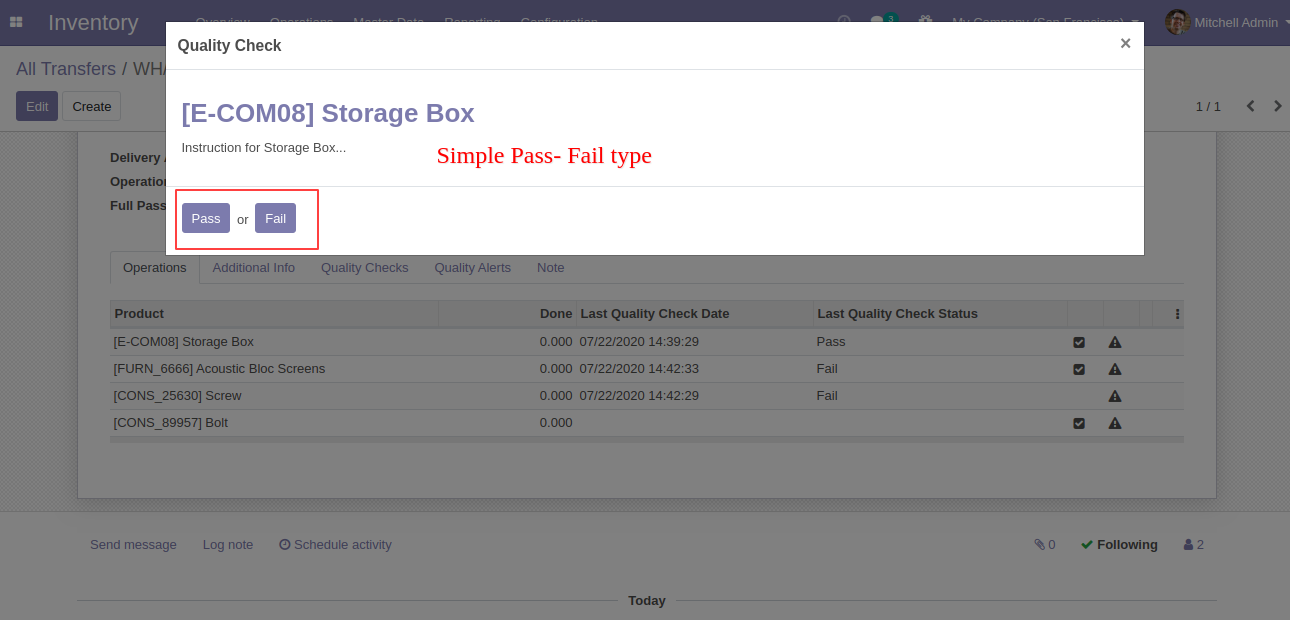 Inventory Overview Operations Master Data Reporting Configuration 3 My Company (San Francisco) Mitchell Admin
Quality Check ×
All Transfers / WHA
Edit Create
1 / 1
[E-COM08] Storage Box
Instruction for Storage Box...
Simple Pass- Fail type
Delivery A
Operation
Full Pass
Pass or Fail
Operations Additional Info Quality Checks Quality Alerts Note
Product Done Last Quality Check Date Last Quality Check Status
[E-COM08] Storage Box 0.000 07/22/2020 14:39:29 Pass
[FURN_6666] Acoustic Bloc Screens 0.000 07/22/2020 14:42:33 Fail
[CONS_25630] Screw 0.000 07/22/2020 14:42:29 Fail
[CONS_89957] Bolt 0.000
Send message Log note Schedule activity 0 Following 2
Today